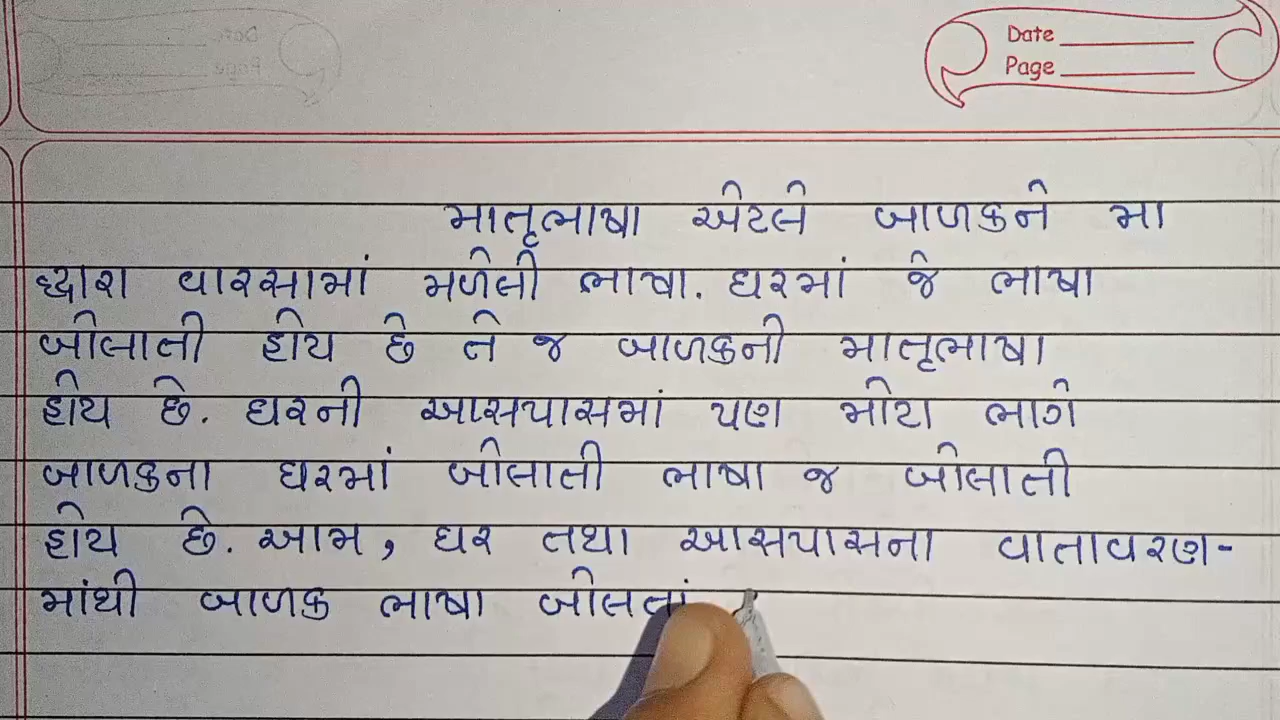 Date
Page
માતૃભાષા એટલે બાળકને મા
દ્વારા વારસામાં મળેલી ભાષા. ઘરમાં જે ભાષા
બોલાતી હોય છે તે જ બાળકની માતૃભાષા
હોય છે. ઘરની આસપાસમાં પણ મોટા ભાગે
બાળકના ઘરમાં બોલાતી ભાષા જ બોલાતી
હોય છે. આમ, ઘર તથા આસપાસના વાતાવરણ-
માંથી બાળક ભાષા બોલતાં